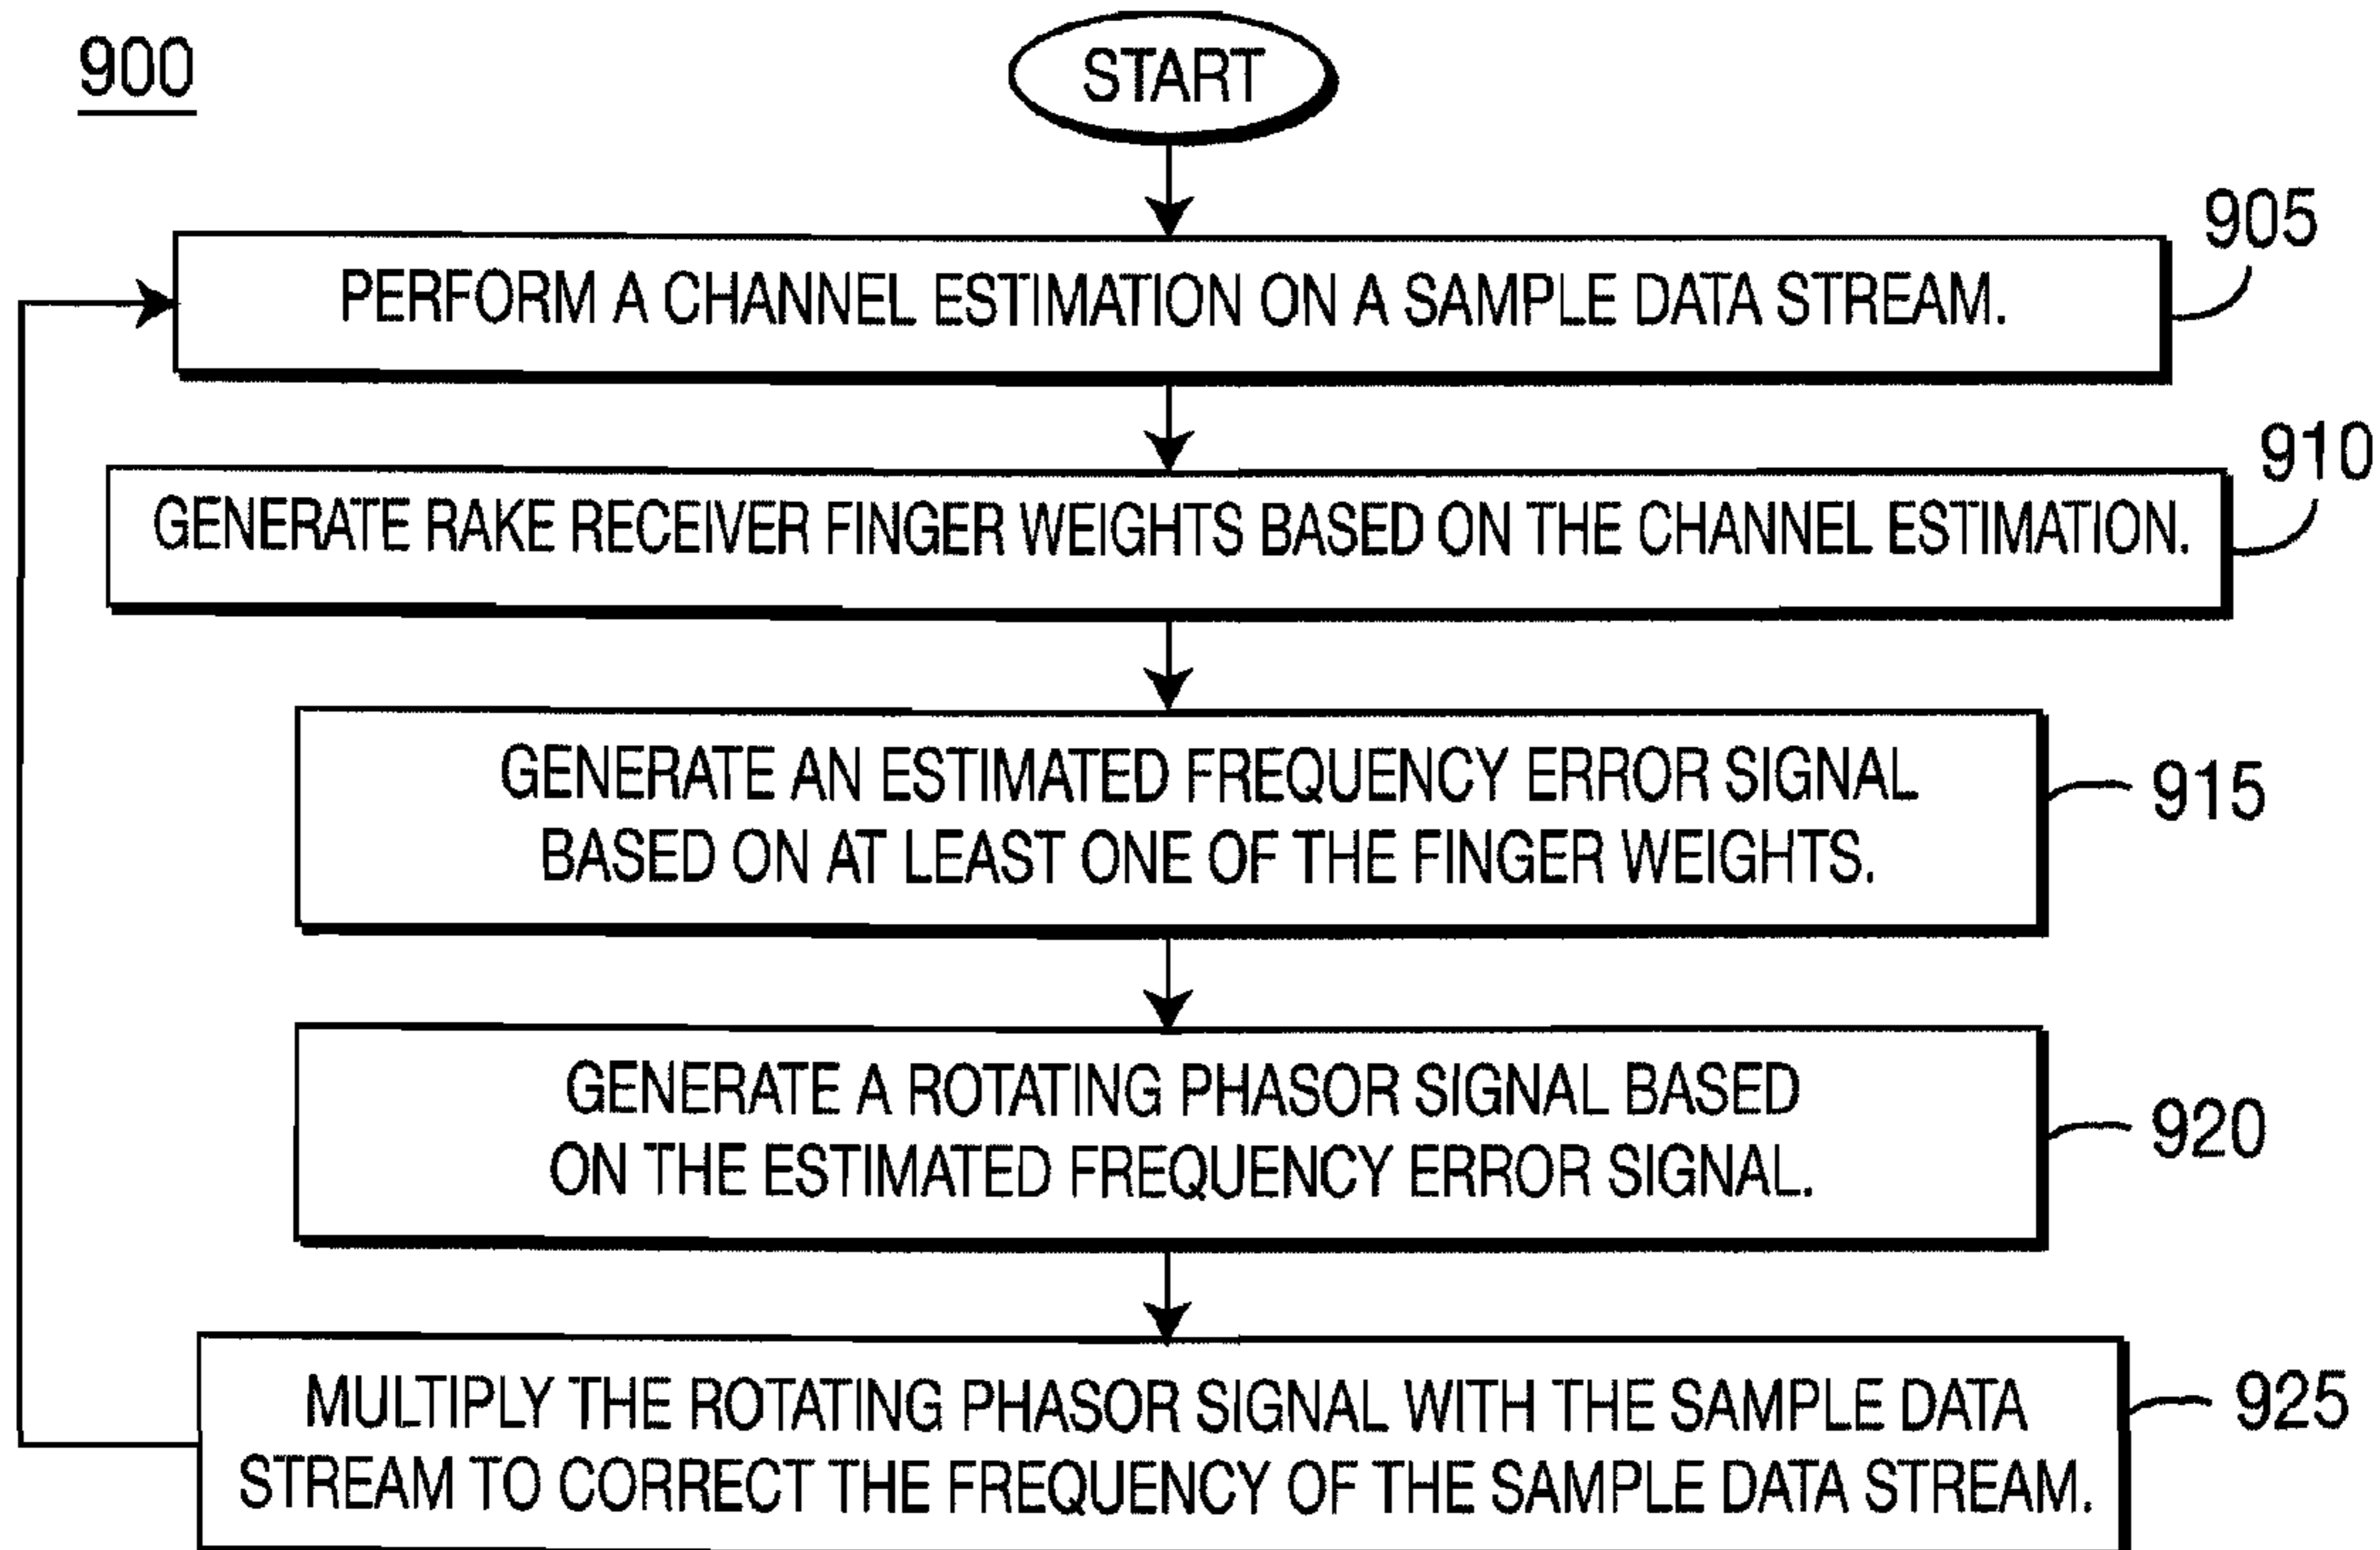 900
START
905
PERFORM A CHANNEL ESTIMATION ON A SAMPLE DATA STREAM.
910
GENERATE RAKE RECEIVER FINGER WEIGHTS BASED ON THE CHANNEL ESTIMATION.
GENERATE AN ESTIMATED FREQUENCY ERROR SIGNAL
BASED ON AT LEAST ONE OF THE FINGER WEIGHTS.
915
GENERATE A ROTATING PHASOR SIGNAL BASED
ON THE ESTIMATED FREQUENCY ERROR SIGNAL.
920
MULTIPLY THE ROTATING PHASOR SIGNAL WITH THE SAMPLE DATA
STREAM TO CORRECT THE FREQUENCY OF THE SAMPLE DATA STREAM.
925